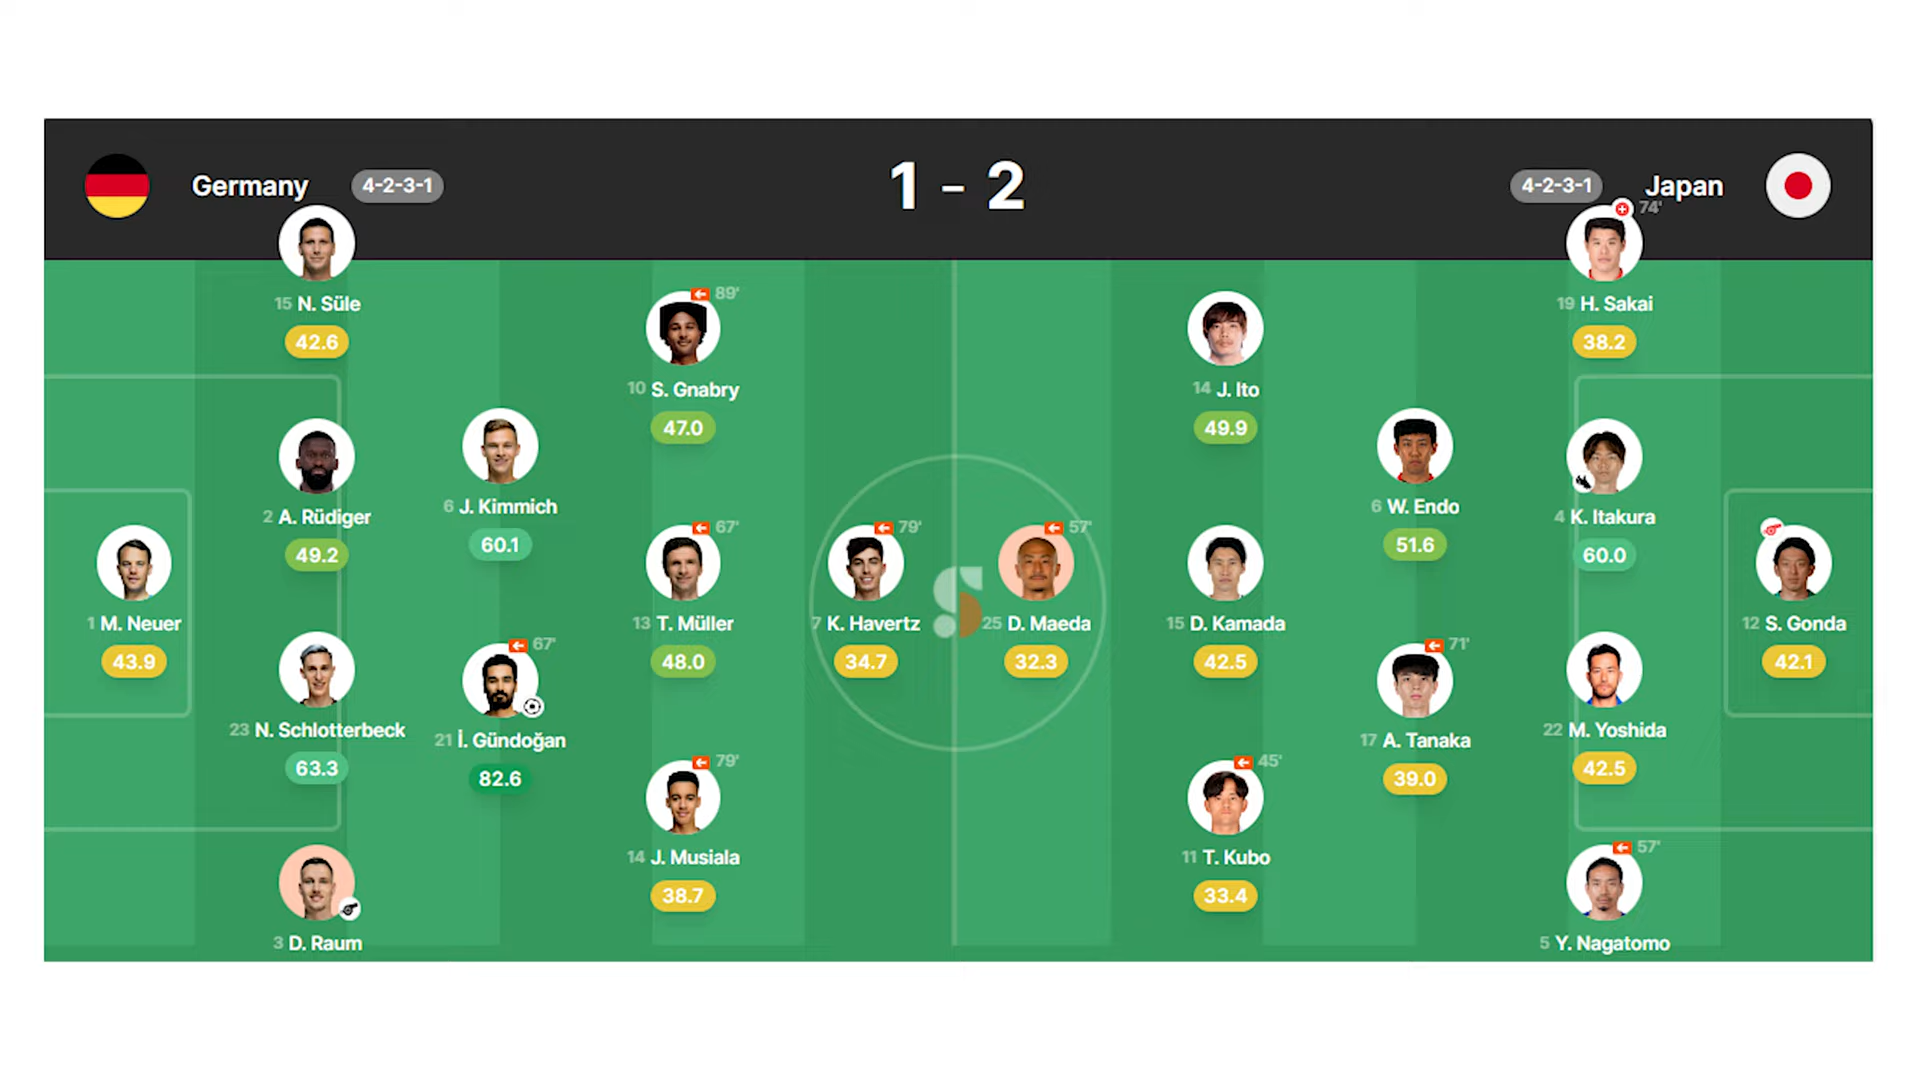 Germany 4-2-3-1 1 - 2 4-2-3-1 Japan
74'
15 N. Süle
42.6
19 H. Sakai
38.2
89'
10 S. Gnabry
47.0
14 J. Ito
49.9
2 A. Rüdiger
49.2
6 J. Kimmich
60.1
6 W. Endo
51.6
4 K. Itakura
60.0
1 M. Neuer
43.9
67'
13 T. Müller
48.0
79'
7 K. Havertz
34.7
57'
25 D. Maeda
32.3
15 D. Kamada
42.5
12 S. Gonda
42.1
23 N. Schlotterbeck
63.3
67'
21 İ. Gündoğan
82.6
71'
17 A. Tanaka
39.0
22 M. Yoshida
42.5
79'
14 J. Musiala
38.7
45'
11 T. Kubo
33.4
3 D. Raum
57'
5 Y. Nagatomo